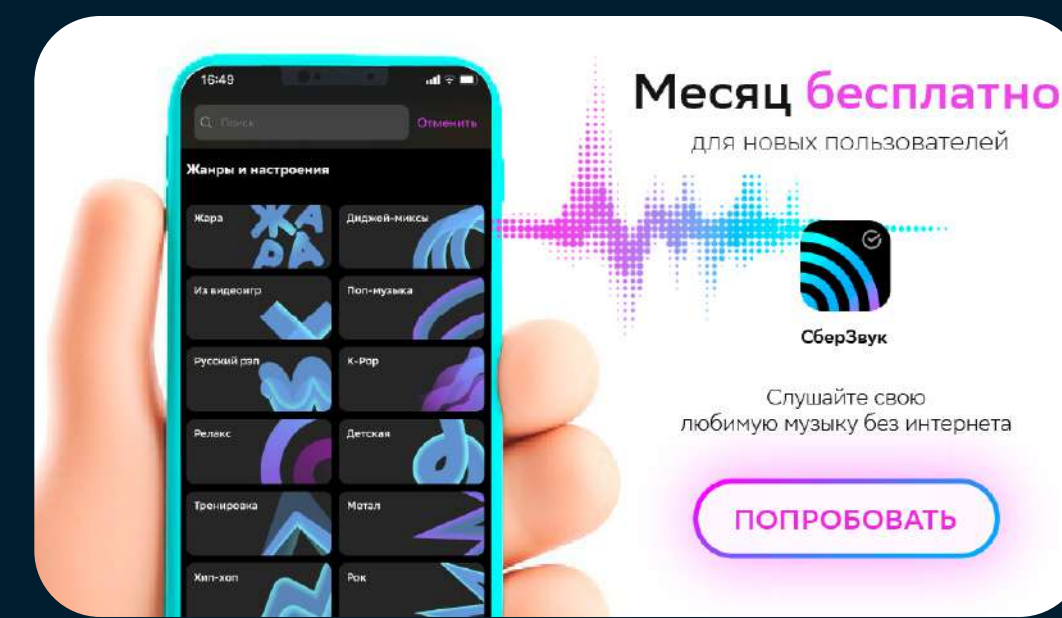 16:49
Поиск
Отменить
Жанры и настроения
Жара
ЖАРА
Диджей-миксы
Из видеоигр
Поп-музыка
Русский рэп
K-Pop
Релакс
Детская
Тренировка
Метал
Хип-хоп
Рок
Месяц бесплатно
для новых пользователей
СберЗвук
Слушайте свою
любимую музыку без интернета
ПОПРОБОВАТЬ